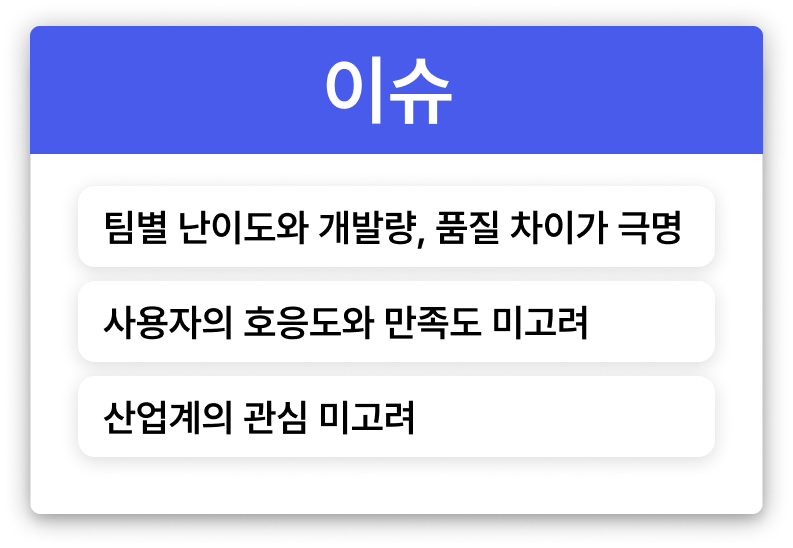 이슈
팀별 난이도와 개발량, 품질 차이가 극명
사용자의 호응도와 만족도 미고려
산업계의 관심 미고려